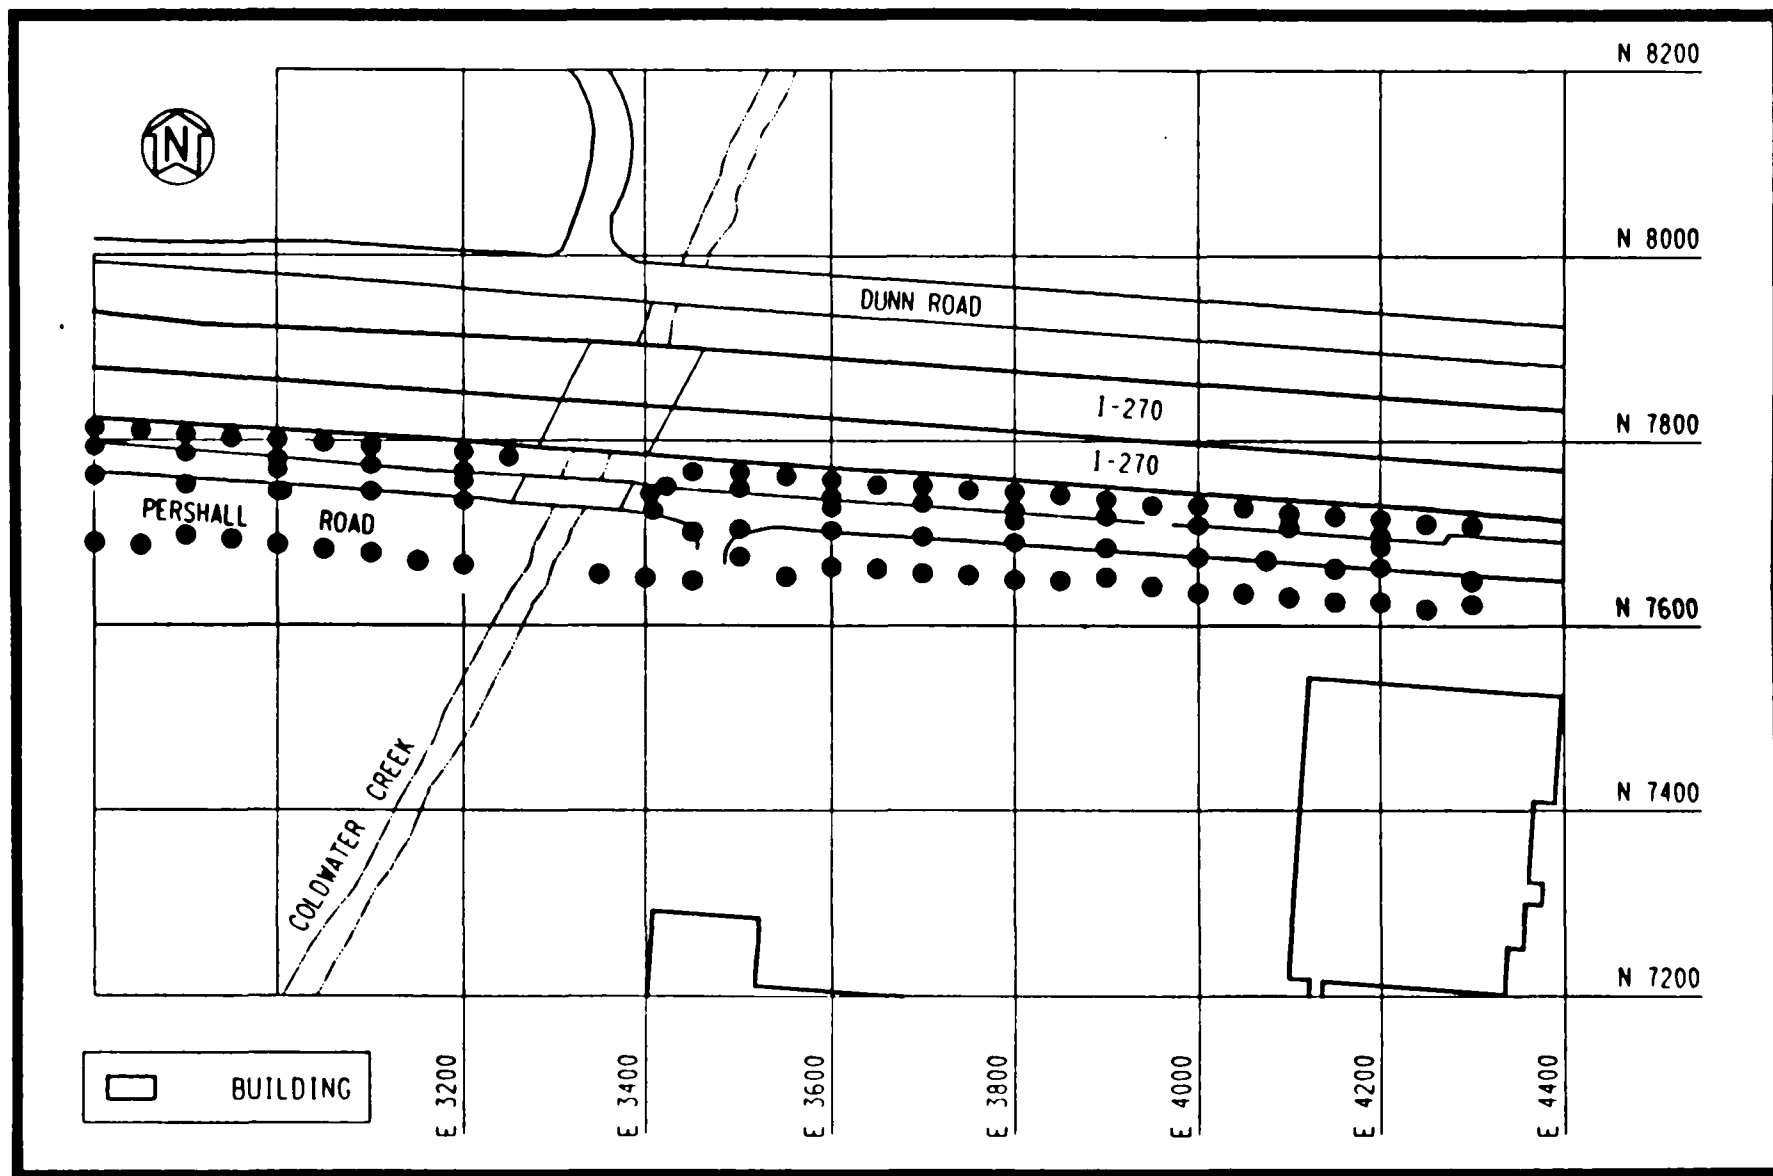 N 8200
N
N 8000
DUNN ROAD
I-270
N 7800
I-270
PERSHALL ROAD
N 7600
COLDWATER CREEK
N 7400
N 7200
BUILDING
E 3200
E 3400
E 3600
E 3800
E 4000
E 4200
E 4400